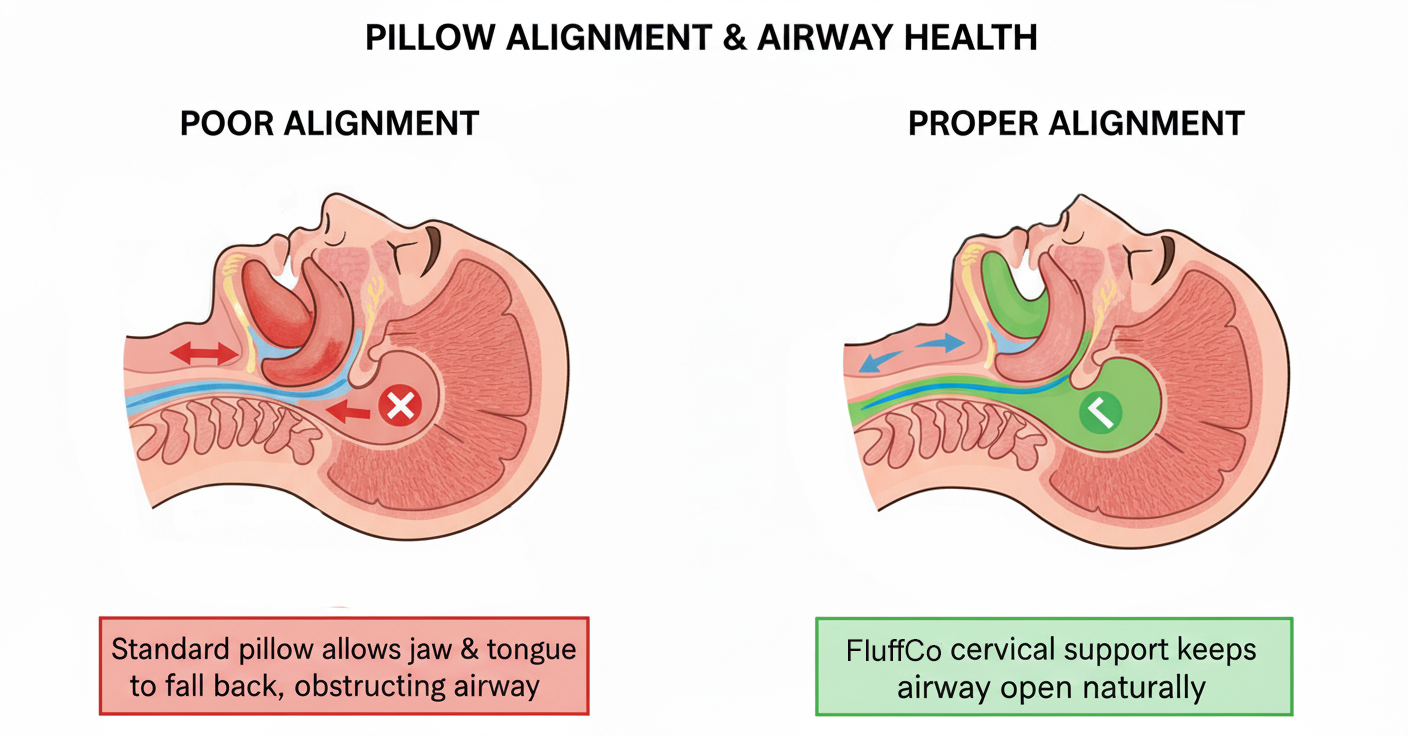 PILLOW ALIGNMENT & AIRWAY HEALTH
POOR ALIGNMENT
PROPER ALIGNMENT
Standard pillow allows jaw & tongue
to fall back, obstructing airway
FluffCo cervical support keeps
airway open naturally